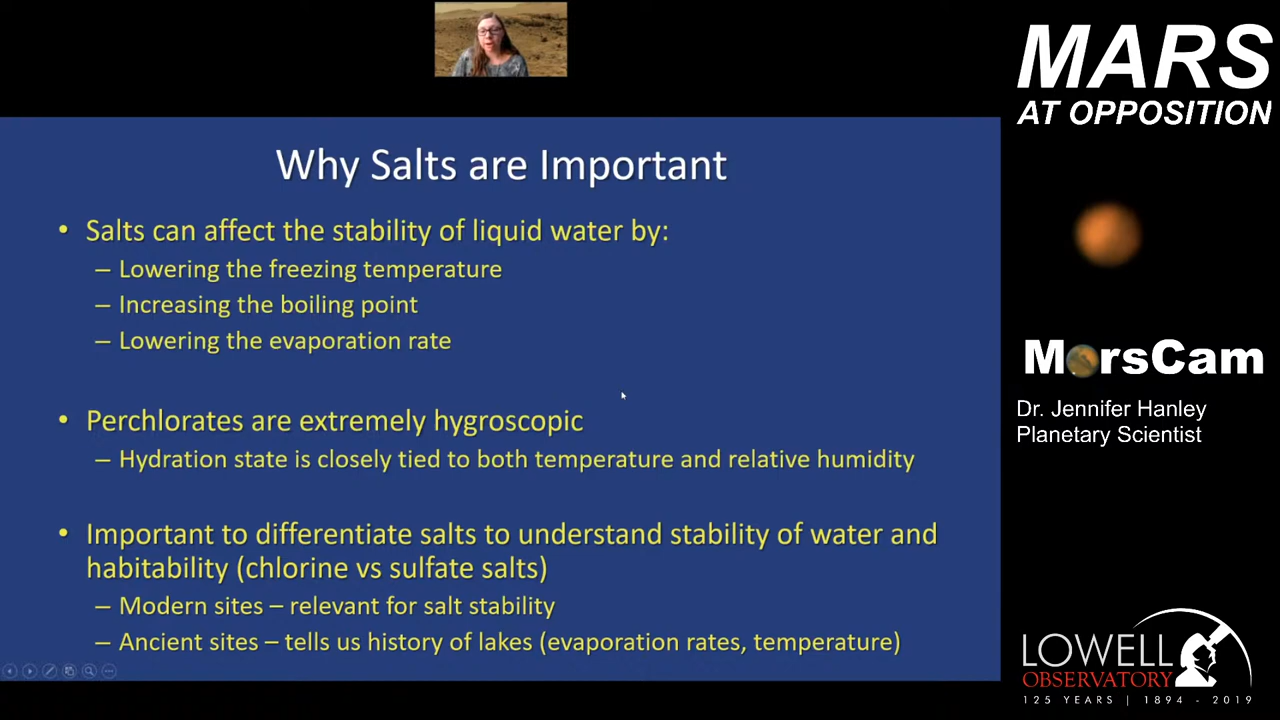 MARS
AT OPPOSITION
Why Salts are Important
• Salts can affect the stability of liquid water by:
– Lowering the freezing temperature
– Increasing the boiling point
– Lowering the evaporation rate
• Perchlorates are extremely hygroscopic
– Hydration state is closely tied to both temperature and relative humidity
• Important to differentiate salts to understand stability of water and
habitability (chlorine vs sulfate salts)
– Modern sites – relevant for salt stability
– Ancient sites – tells us history of lakes (evaporation rates, temperature)
MarsCam
Dr. Jennifer Hanley
Planetary Scientist
LOWELL
OBSERVATORY
125 YEARS | 1894 - 2019